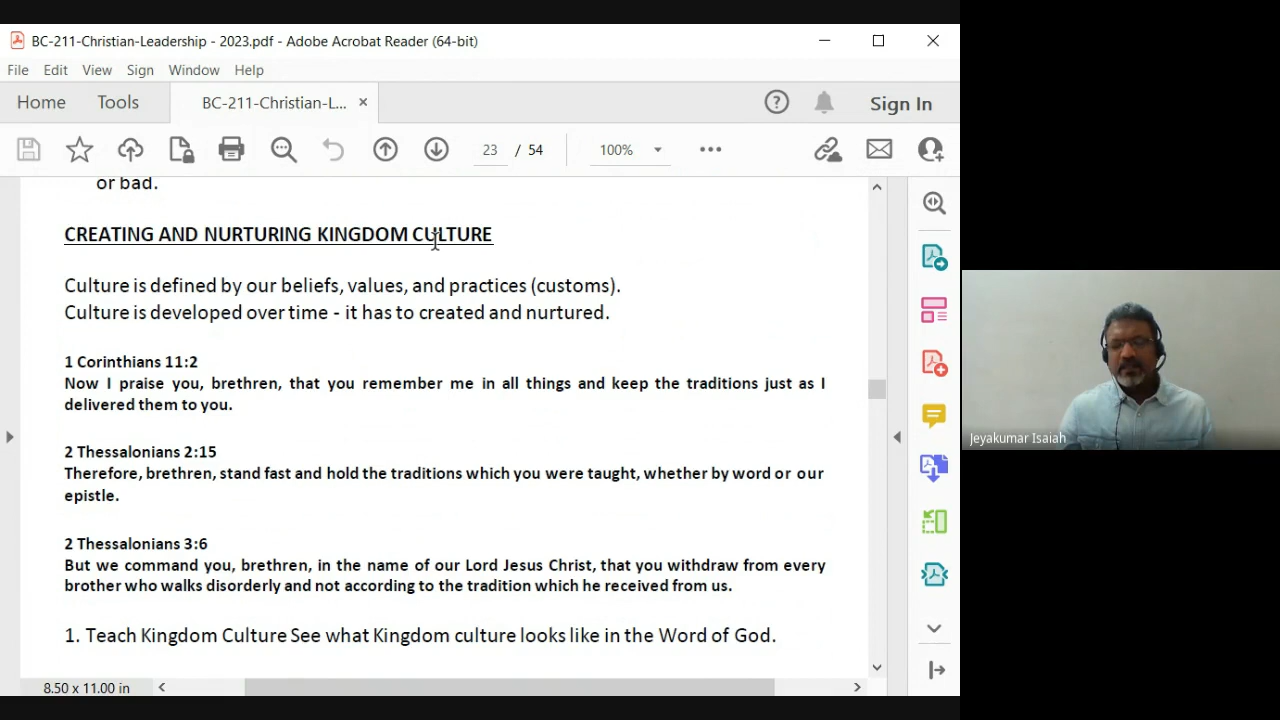 BC-211-Christian-Leadership - 2023.pdf - Adobe Acrobat Reader (64-bit)
File Edit View Sign Window Help
Home Tools BC-211-Christian-L... × Sign In
23 / 54 100%
or bad.
CREATING AND NURTURING KINGDOM CULTURE
Culture is defined by our beliefs, values, and practices (customs).
Culture is developed over time - it has to created and nurtured.
1 Corinthians 11:2
Now I praise you, brethren, that you remember me in all things and keep the traditions just as I
delivered them to you.
2 Thessalonians 2:15
Therefore, brethren, stand fast and hold the traditions which you were taught, whether by word or our
epistle.
2 Thessalonians 3:6
But we command you, brethren, in the name of our Lord Jesus Christ, that you withdraw from every
brother who walks disorderly and not according to the tradition which he received from us.
1. Teach Kingdom Culture See what Kingdom culture looks like in the Word of God.
8.50 x 11.00 in
Jeyakumar Isaiah